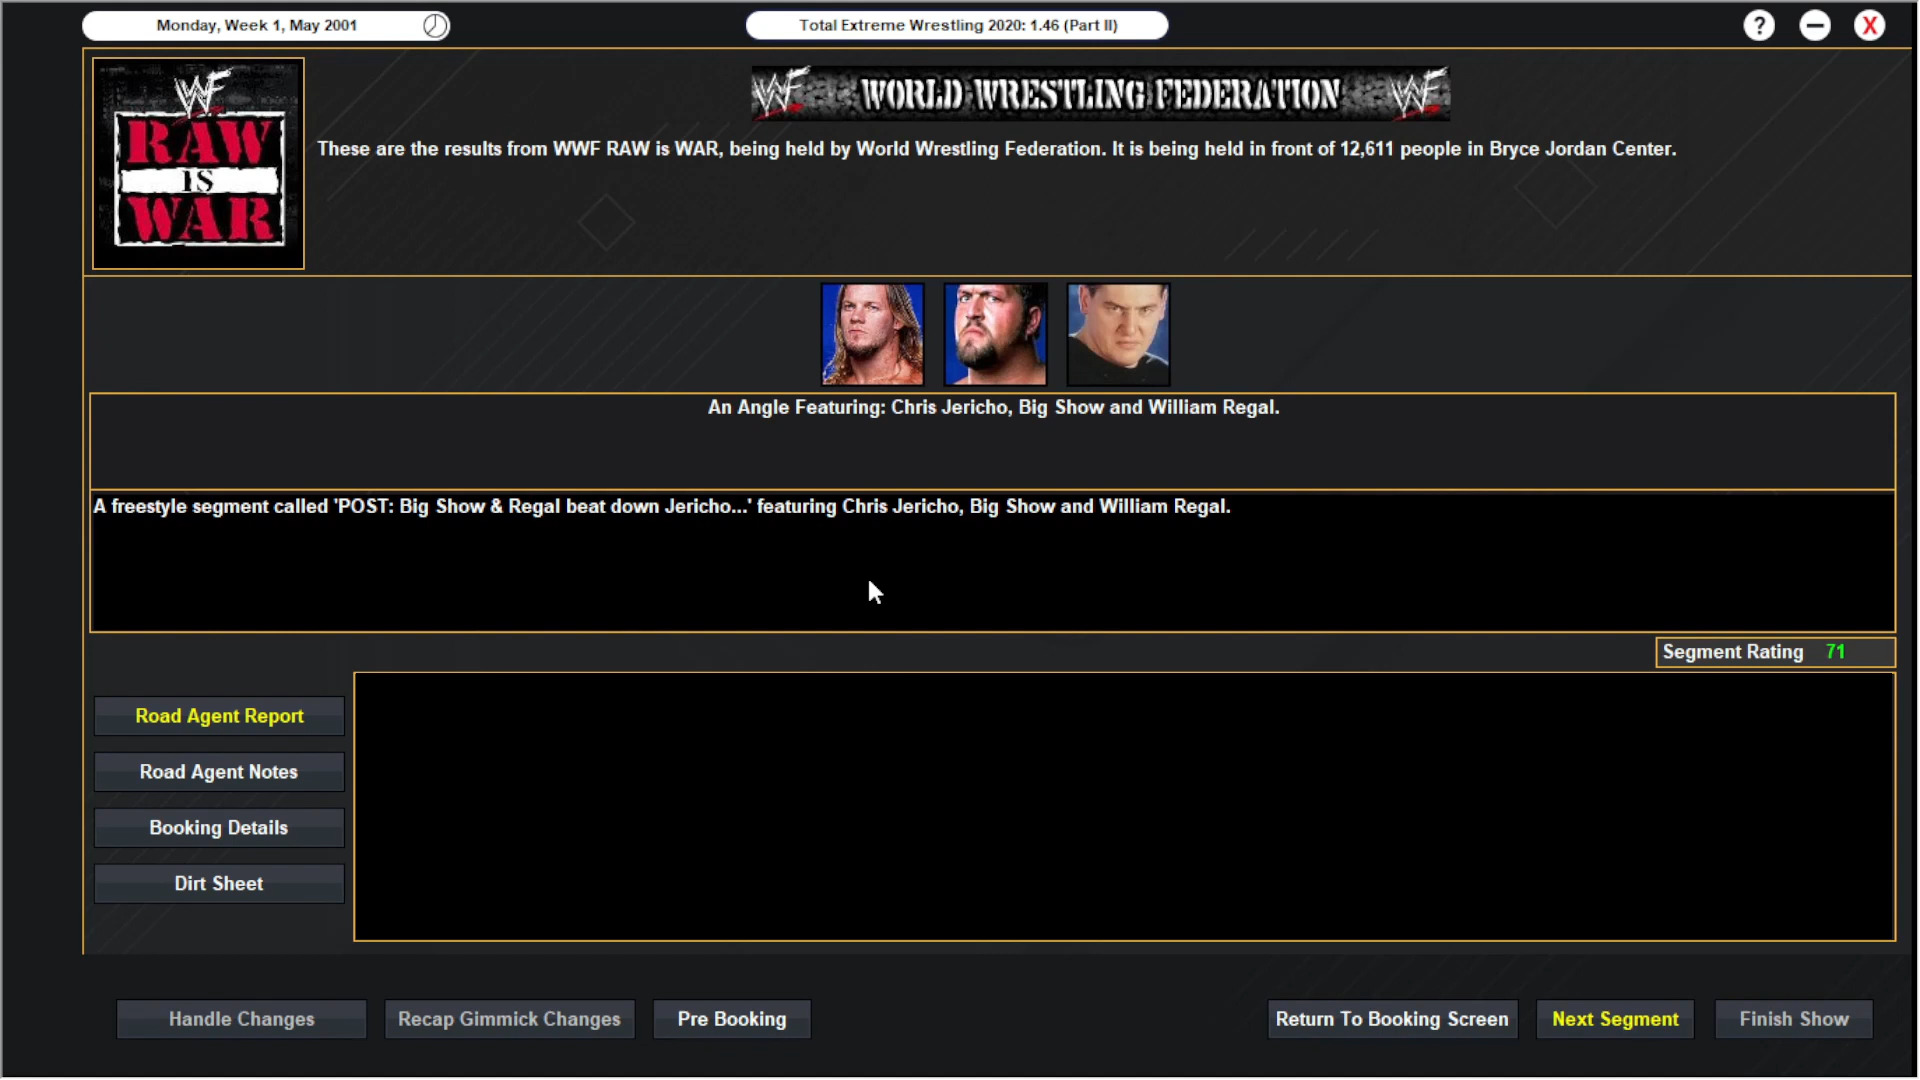 Monday, Week 1, May 2001
Total Extreme Wrestling 2020: 1.46 (Part II)
?
X
WF
RAW
IS
WAR
WF WORLD WRESTLING FEDERATION WF
These are the results from WWF RAW is WAR, being held by World Wrestling Federation. It is being held in front of 12,611 people in Bryce Jordan Center.
An Angle Featuring: Chris Jericho, Big Show and William Regal.
A freestyle segment called 'POST: Big Show & Regal beat down Jericho...' featuring Chris Jericho, Big Show and William Regal.
Segment Rating 71
Road Agent Report
Road Agent Notes
Booking Details
Dirt Sheet
Handle Changes
Recap Gimmick Changes
Pre Booking
Return To Booking Screen
Next Segment
Finish Show